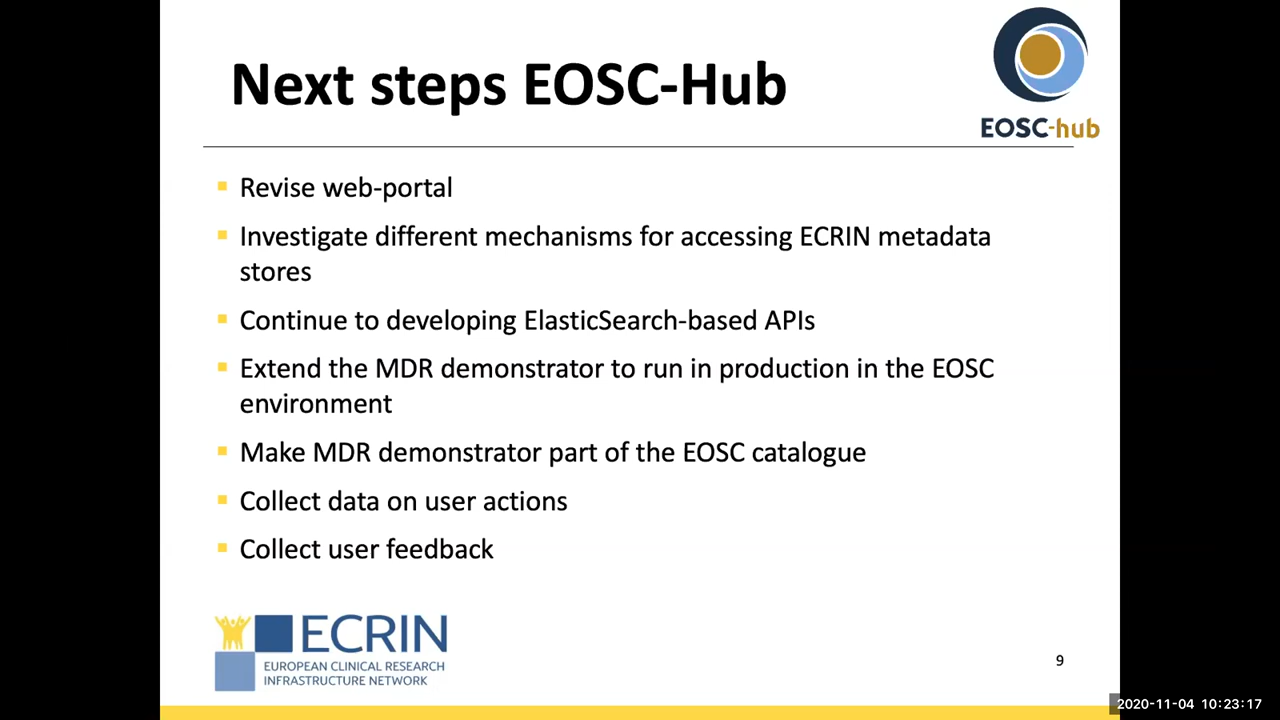 Next steps EOSC-Hub
EOSC-hub
Revise web-portal
Investigate different mechanisms for accessing ECRIN metadata
stores
Continue to developing ElasticSearch-based APIs
Extend the MDR demonstrator to run in production in the EOSC
environment
Make MDR demonstrator part of the EOSC catalogue
Collect data on user actions
Collect user feedback
ECRIN
EUROPEAN CLINICAL RESEARCH
INFRASTRUCTURE NETWORK
9
2020-11-04 10:23:17